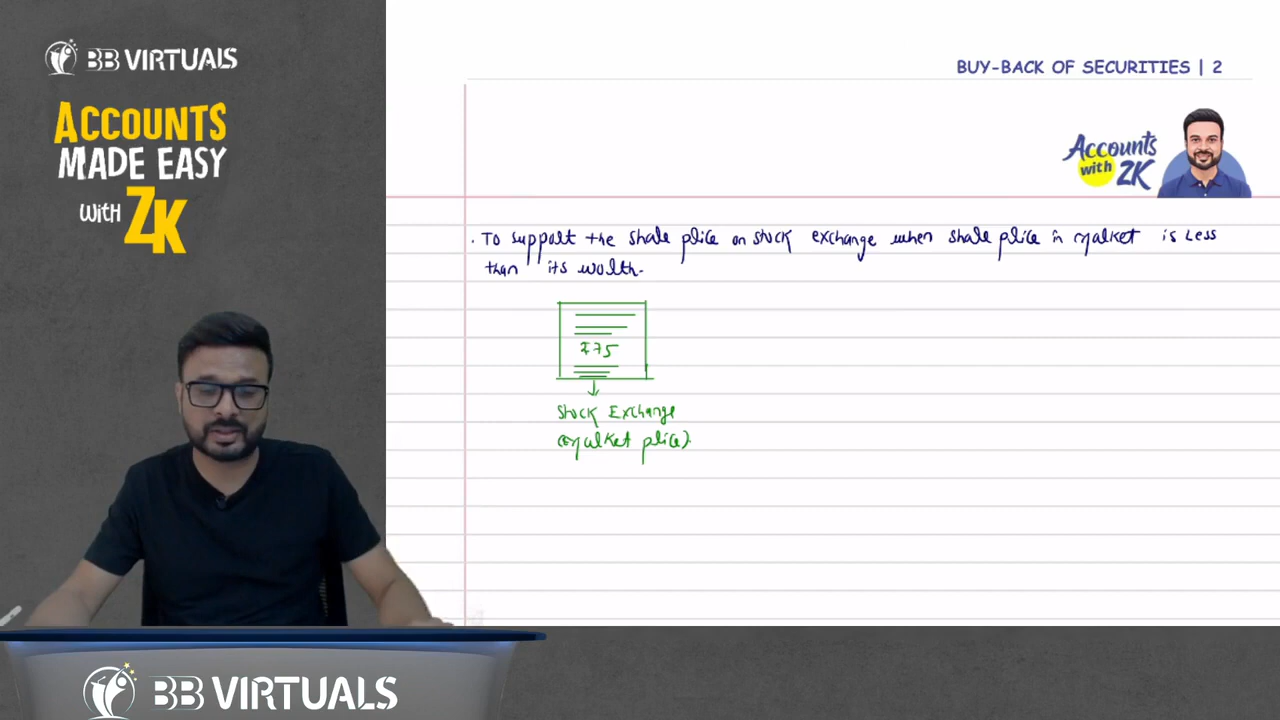 BB VIRTUALS
ACCOUNTS
MADE EASY
WITH ZK
BUY-BACK OF SECURITIES | 2
Accounts
with ZK
. To support the share price on stock exchange when share price in market is less
than its worth.
₹75
Stock Exchange
(market price).
BB VIRTUALS